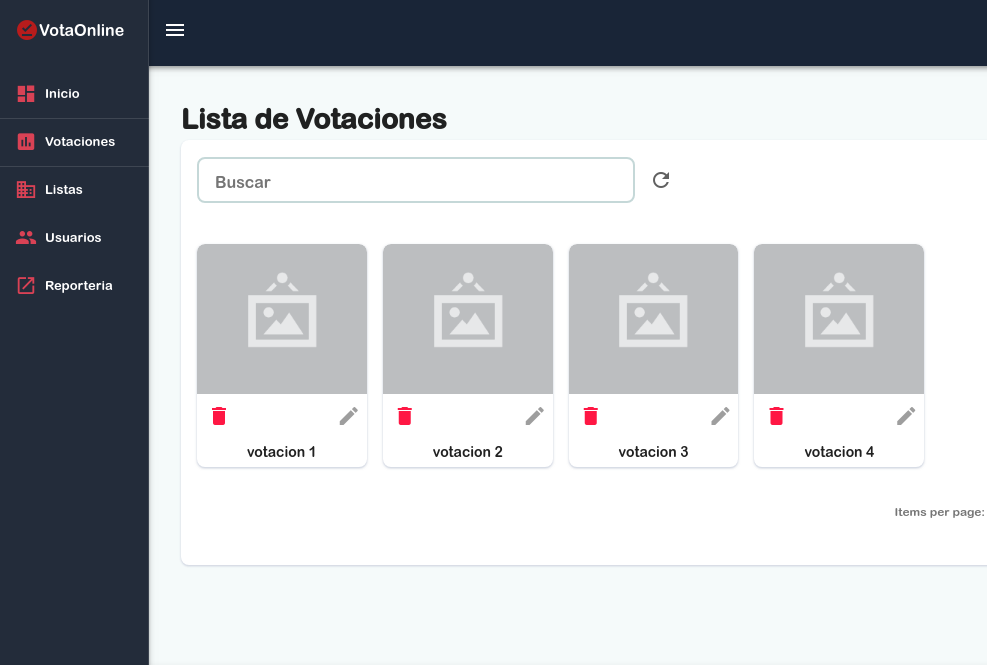 VotaOnline
Inicio
Votaciones
Listas
Usuarios
Reporteria
Lista de Votaciones
Buscar
votacion 1
votacion 2
votacion 3
votacion 4
Items per page: